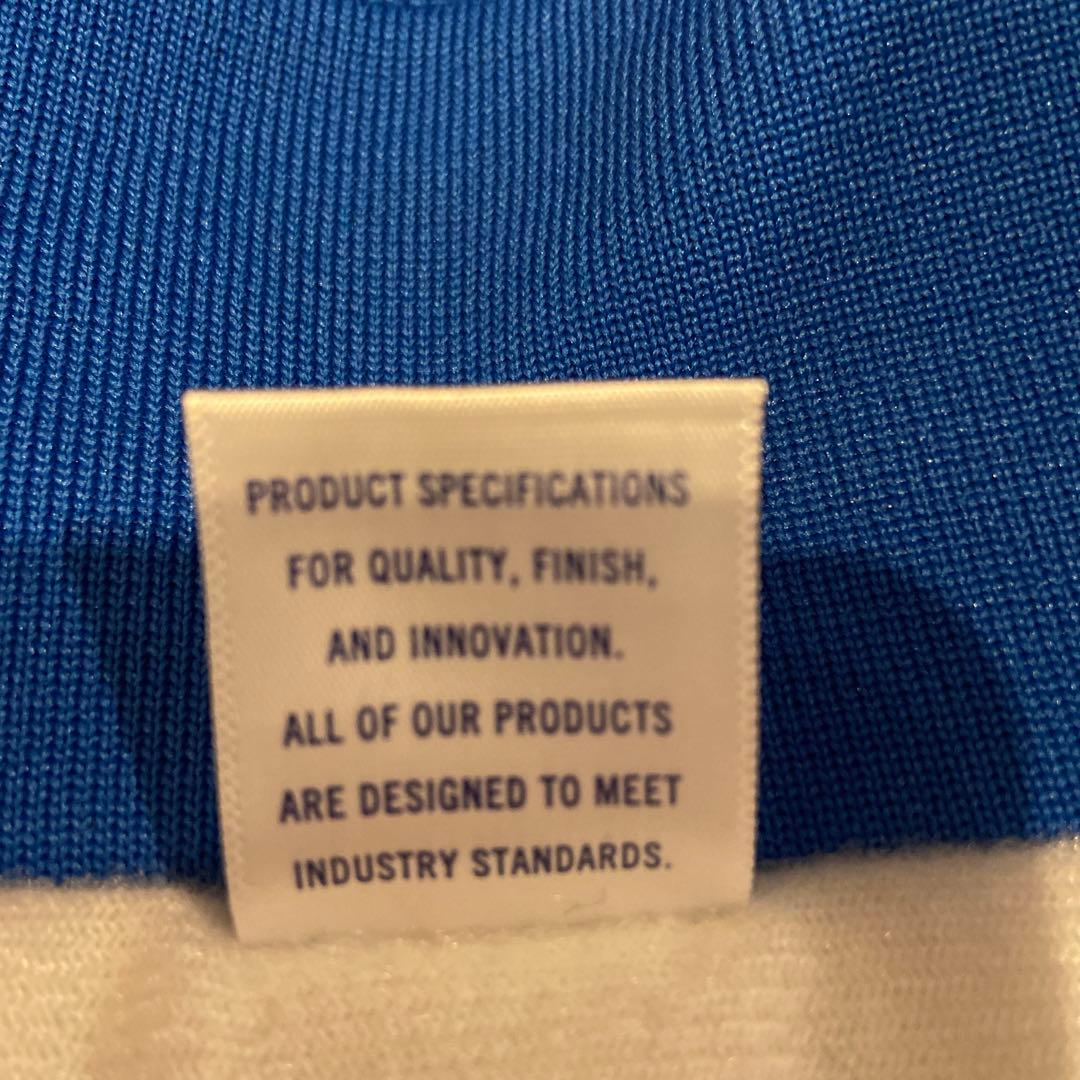 PRODUCT SPECIFICATIONS
FOR QUALITY, FINISH,
AND INNOVATION.
ALL OF OUR PRODUCTS
ARE DESIGNED TO MEET
INDUSTRY STANDARDS.